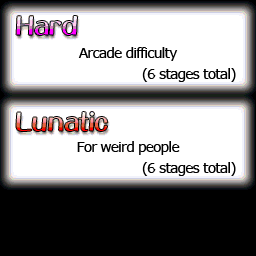 Hard
Arcade difficulty
(6 stages total)
Lunatic
For weird people
(6 stages total)